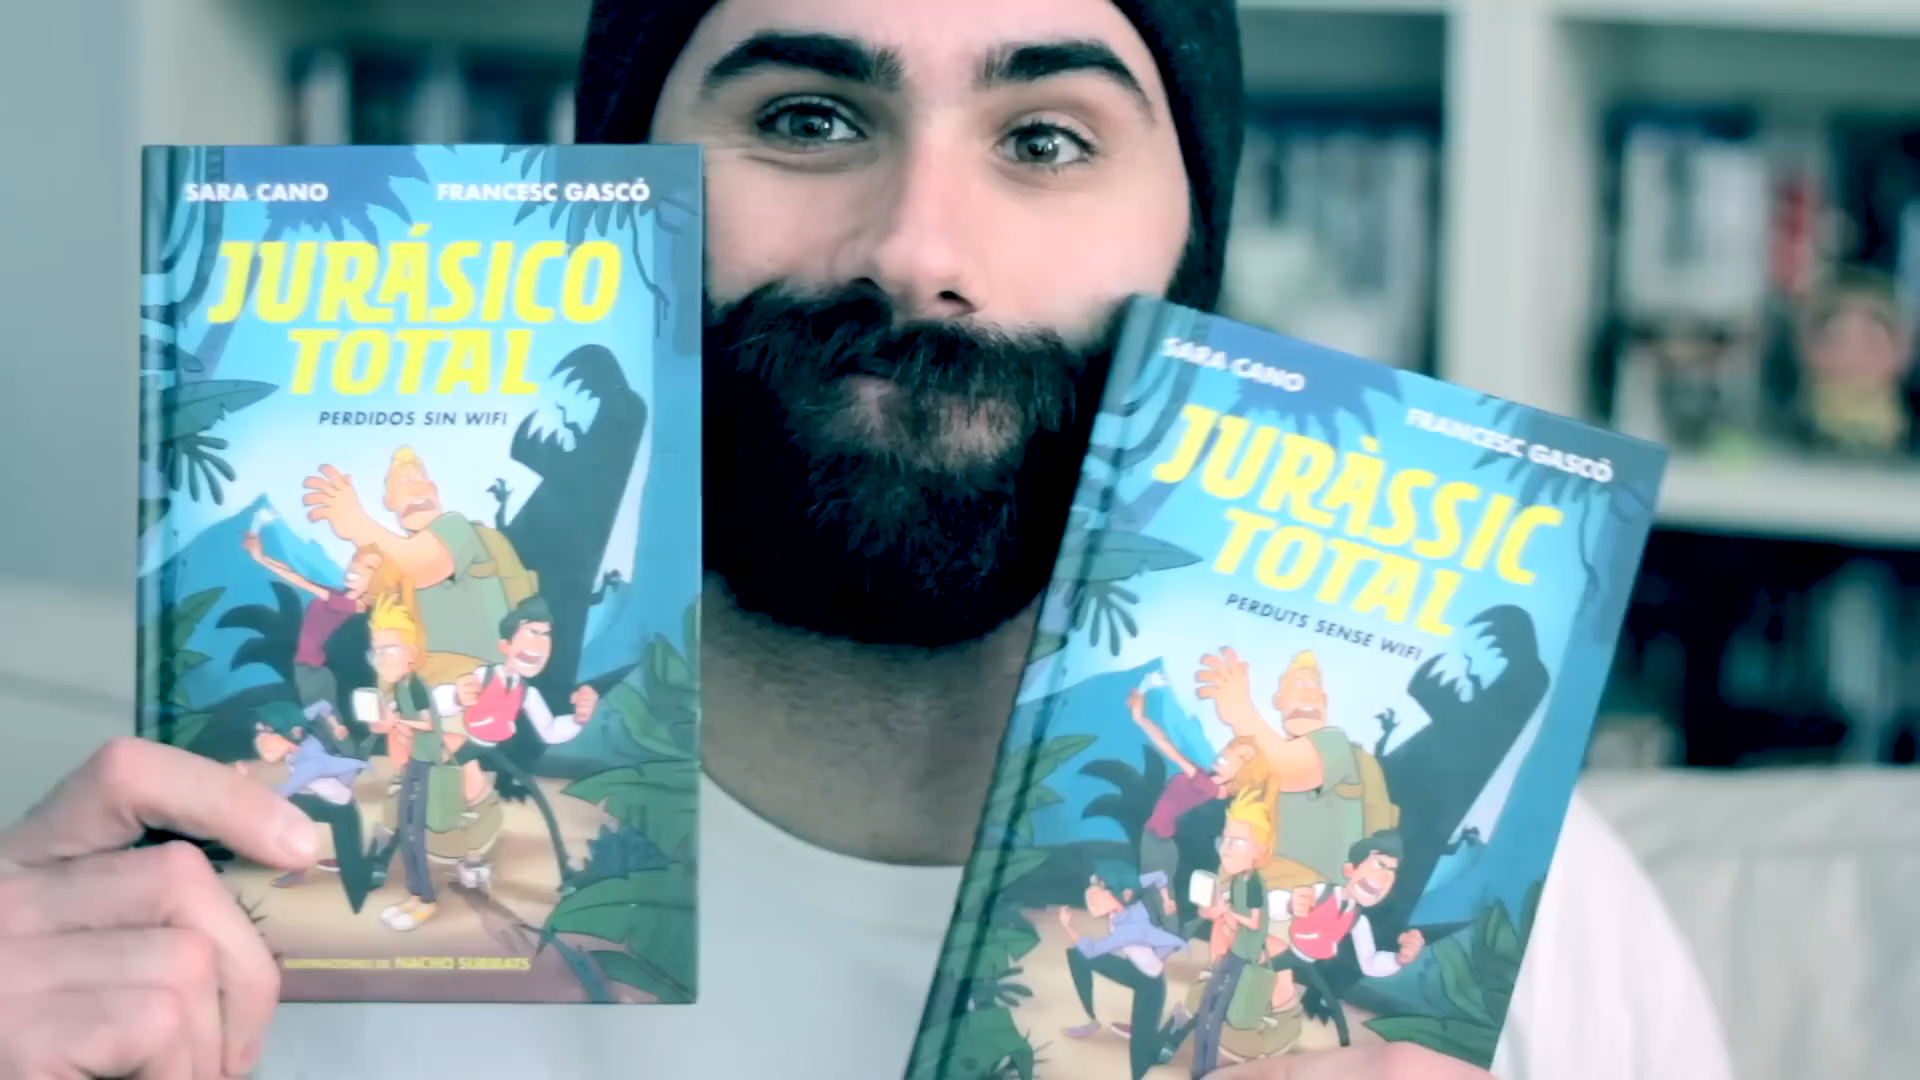 SARA CANO FRANCESC GASCÓ
JURÁSICO
TOTAL
PERDIDOS SIN WIFI
NACHO SUBIRATS
SARA CANO FRANCESC GASCÓ
JURÀSSIC
TOTAL
PERDUTS SENSE WIFI